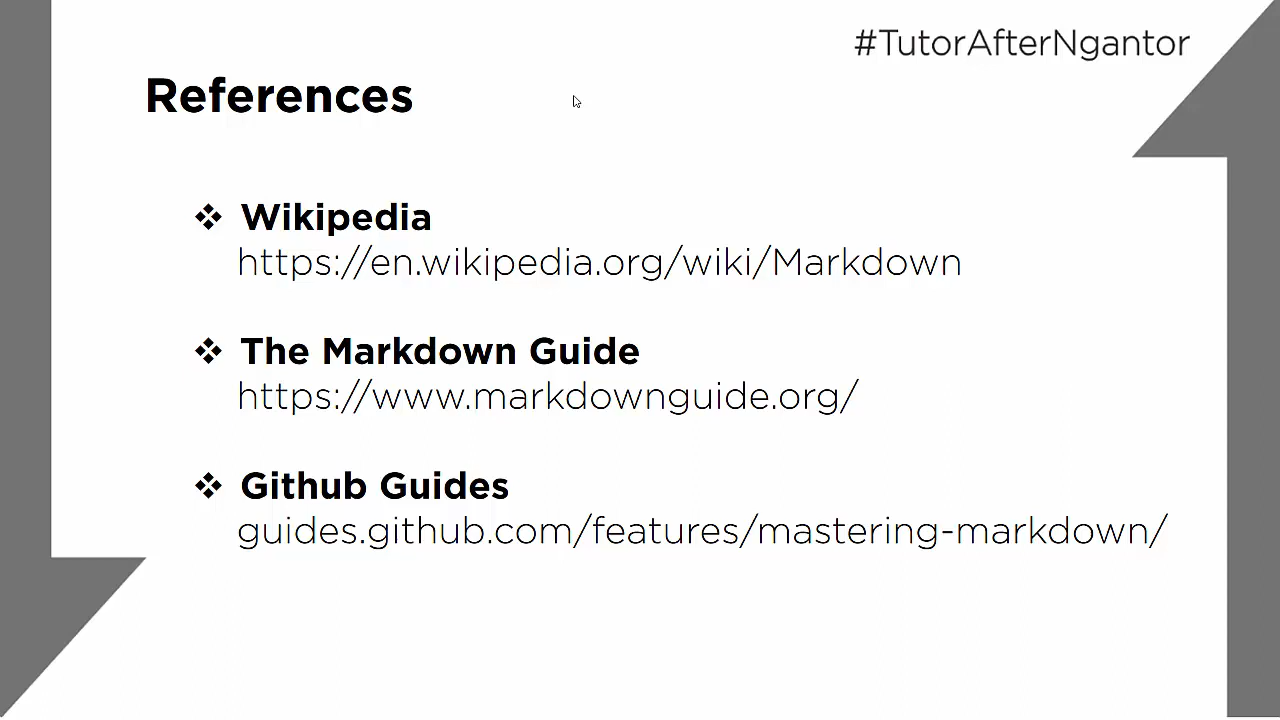 #TutorAfterNgantor
References
❖ Wikipedia
https://en.wikipedia.org/wiki/Markdown
❖ The Markdown Guide
https://www.markdownguide.org/
❖ Github Guides
guides.github.com/features/mastering-markdown/